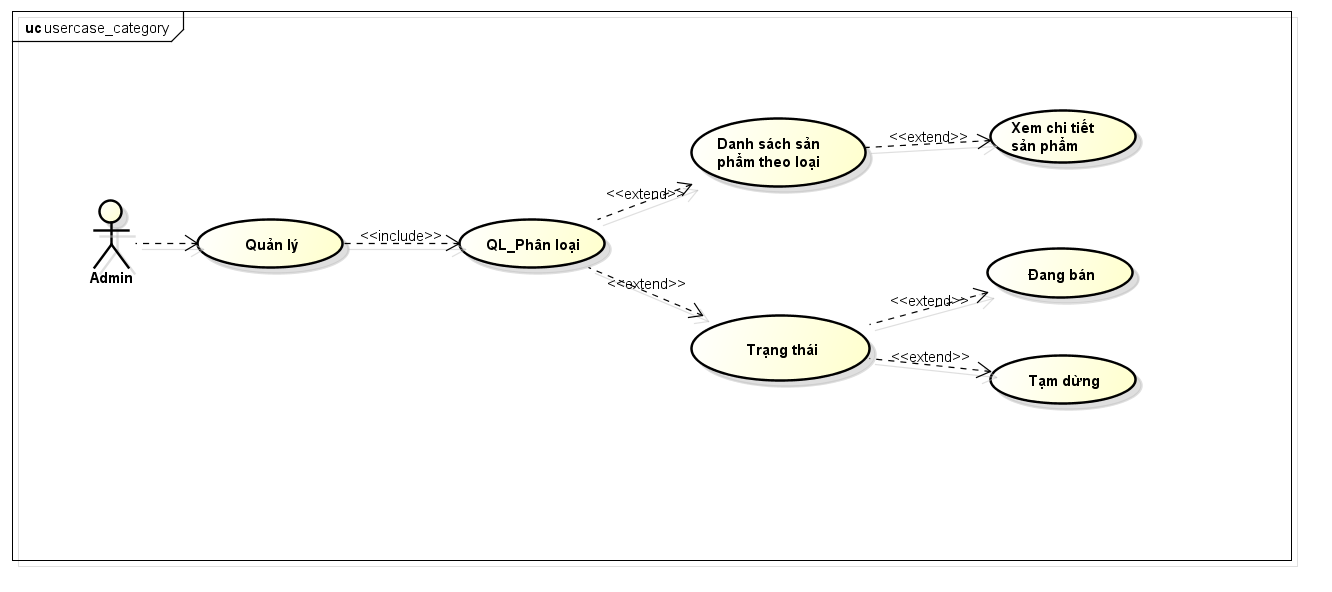 uc usercase_category
Danh sách sản
phẩm theo loại
<<extend>>
Xem chi tiết
sản phẩm
<<extend>>
Admin
Quản lý
<<include>>
QL_Phân loại
<<extend>>
Trạng thái
<<extend>>
Đang bán
<<extend>>
Tạm dừng